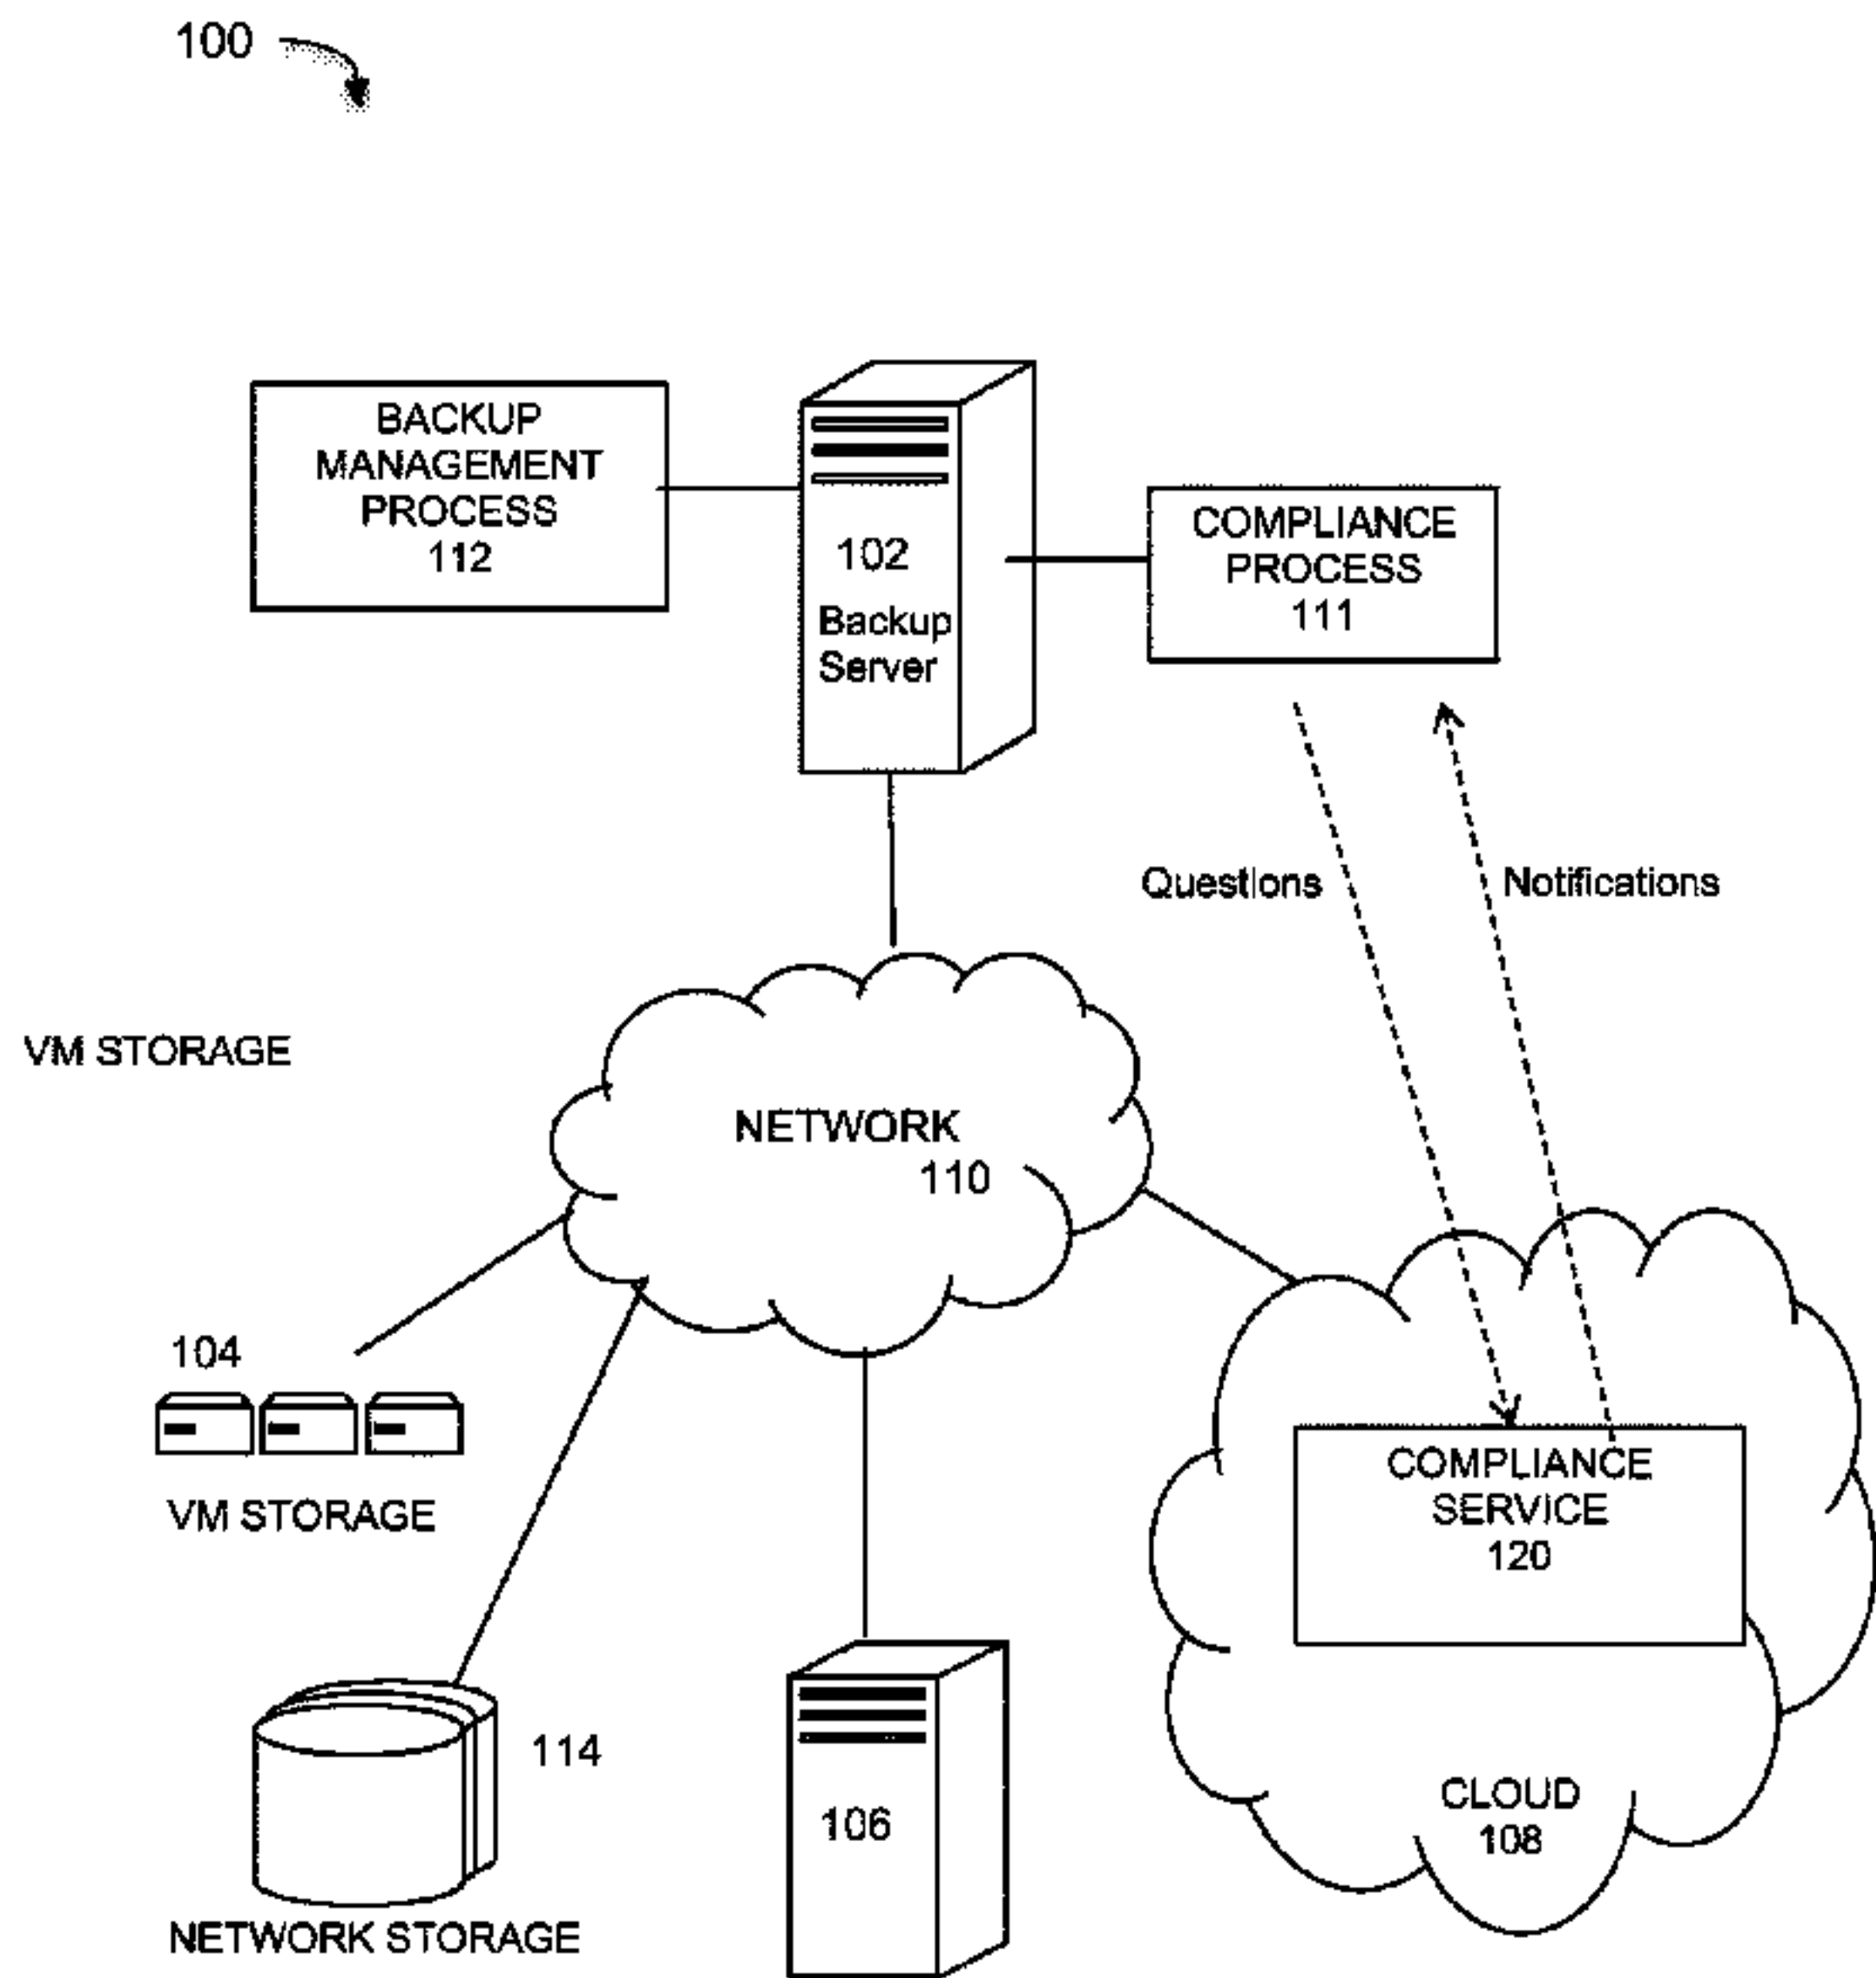 100
BACKUP
MANAGEMENT
PROCESS
112
102
Backup
Server
COMPLIANCE
PROCESS
111
Questions
Notifications
VM STORAGE
NETWORK
110
104
VM STORAGE
COMPLIANCE
SERVICE
120
114
NETWORK STORAGE
106
CLOUD
108